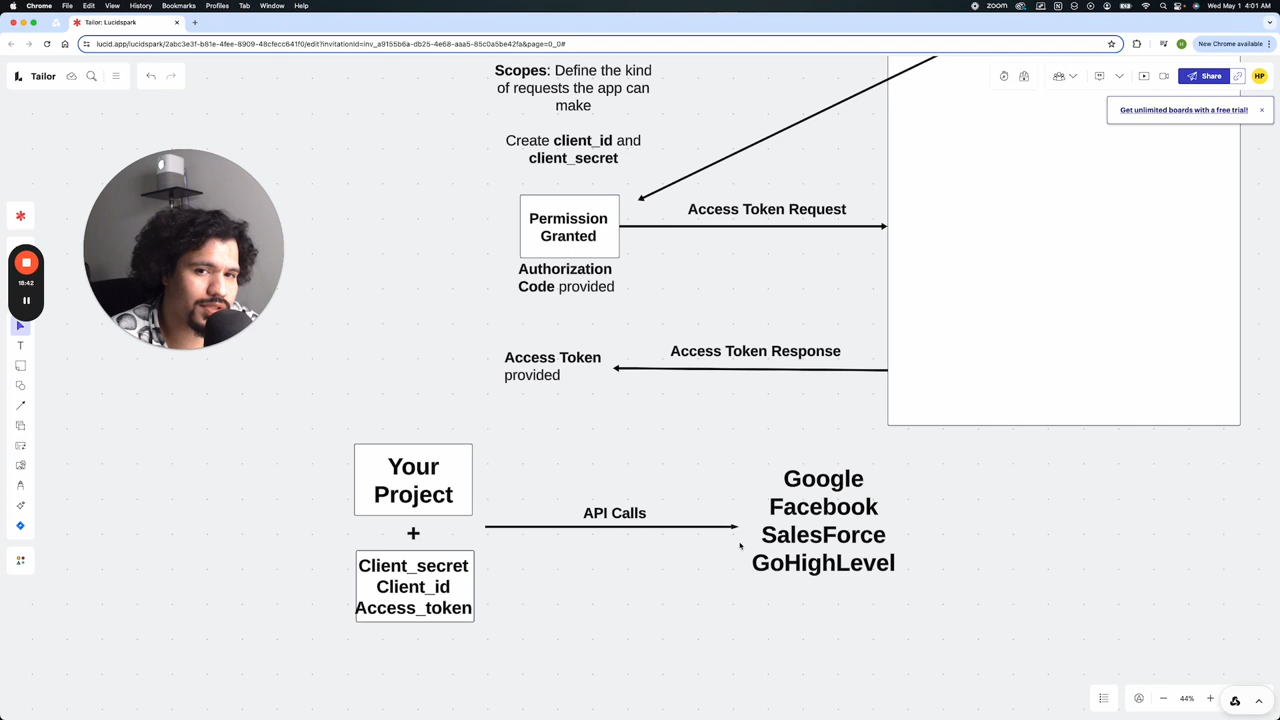 Chrome File Edit View History Bookmarks Profiles Tab Window Help
zoom
Wed May 1 4:01 AM
Tailor: Lucidspark
lucid.app/lucidspark/2abc3e3f-b81e-4fee-8909-48cfecc641f0/edit?invitationId=inv_a9155b6a-db25-4e68-aaa5-85c0a5be42fa&page=0_0#
H
New Chrome available
Tailor
Share
HP
Get unlimited boards with a free trial!
Scopes: Define the kind
of requests the app can
make
Create client_id and
client_secret
Permission
Granted
Access Token Request
Authorization
Code provided
18:42
Access Token
provided
Access Token Response
Your
Project
+
Client_secret
Client_id
Access_token
API Calls
Google
Facebook
SalesForce
GoHighLevel
44%